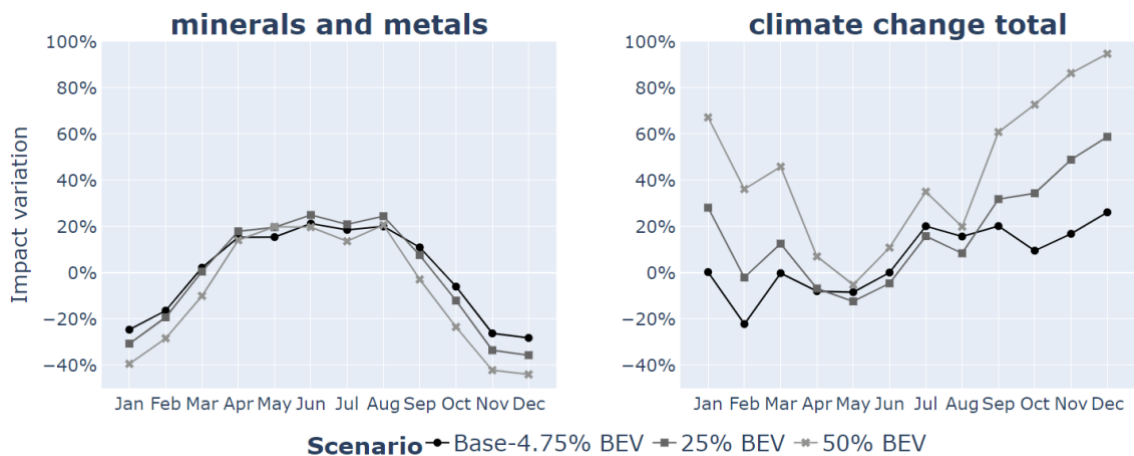 minerals and metals
climate change total
Impact variation
100%
80%
60%
40%
20%
0%
−20%
−40%
Jan Feb Mar Apr May Jun Jul Aug Sep Oct Nov Dec
100%
80%
60%
40%
20%
0%
−20%
−40%
Jan Feb Mar Apr May Jun Jul Aug Sep Oct Nov Dec
Scenario Base-4.75% BEV 25% BEV 50% BEV